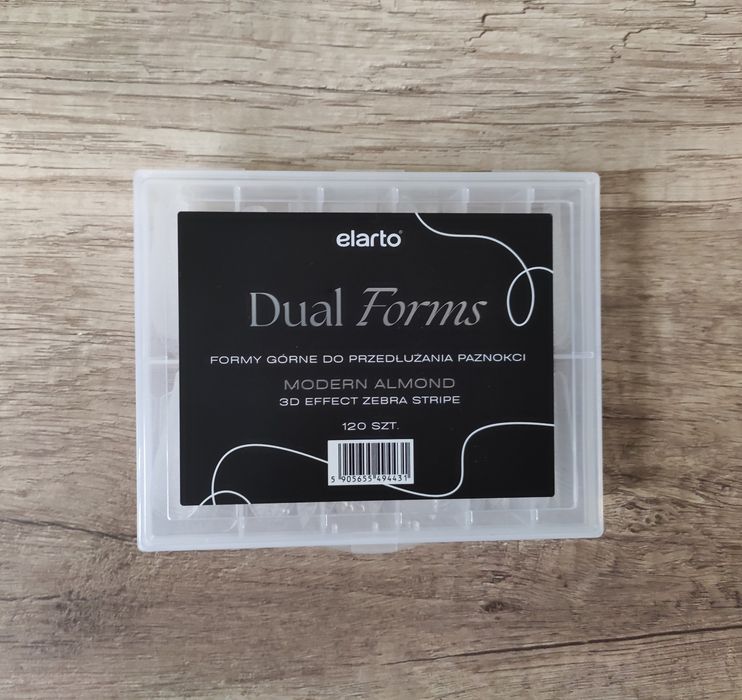 elarto®
Dual Forms
FORMY GÓRNE DO PRZEDŁUŻANIA PAZNOKCI
MODERN ALMOND
3D EFFECT ZEBRA STRIPE
120 SZT.
5 905655 494431